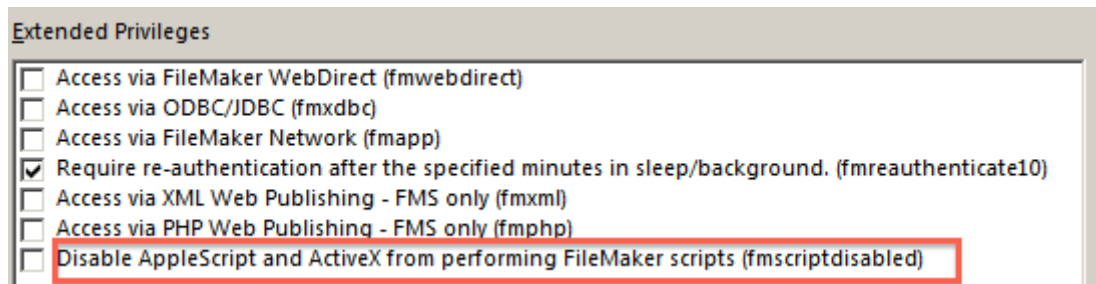 Extended Privileges
Access via FileMaker WebDirect (fmwebdirect)
Access via ODBC/JDBC (fmxdbc)
Access via FileMaker Network (fmapp)
Require re-authentication after the specified minutes in sleep/background. (fmreauthenticate10)
Access via XML Web Publishing - FMS only (fmxml)
Access via PHP Web Publishing - FMS only (fmphp)
Disable AppleScript and ActiveX from performing FileMaker scripts (fmscriptdisabled)